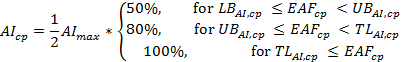 AI_cp = 1/2 AI_max * { 50%, for LB_AI,cp ≤ EAF_cp < UB_AI,cp
80%, for UB_AI,cp ≤ EAF_cp < TL_AI,cp
100%, for TL_AI,cp ≤ EAF_cp